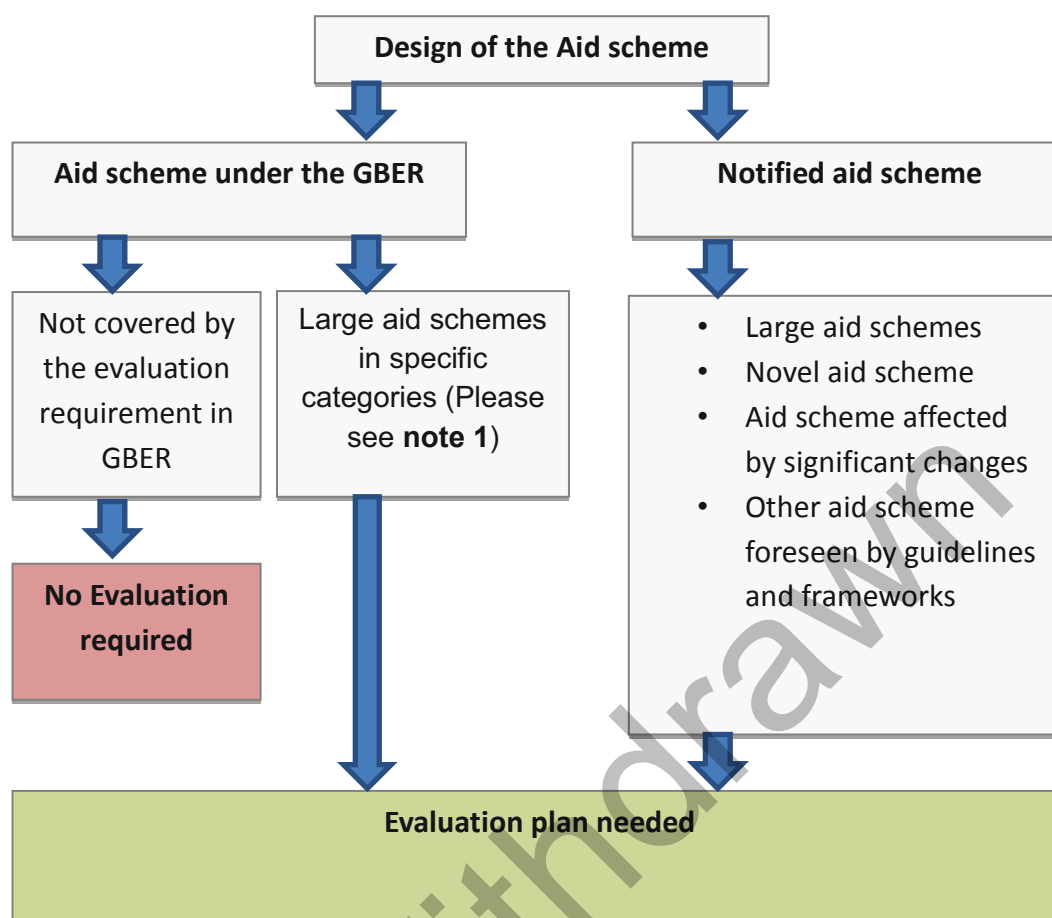 Design of the Aid scheme
Aid scheme under the GBER
Notified aid scheme
Not covered by
the evaluation
requirement in
GBER
Large aid schemes
in specific
categories (Please
see note 1)
• Large aid schemes
• Novel aid scheme
• Aid scheme affected
by significant changes
• Other aid scheme
foreseen by guidelines
and frameworks
No Evaluation
required
Evaluation plan needed
ithdrawn